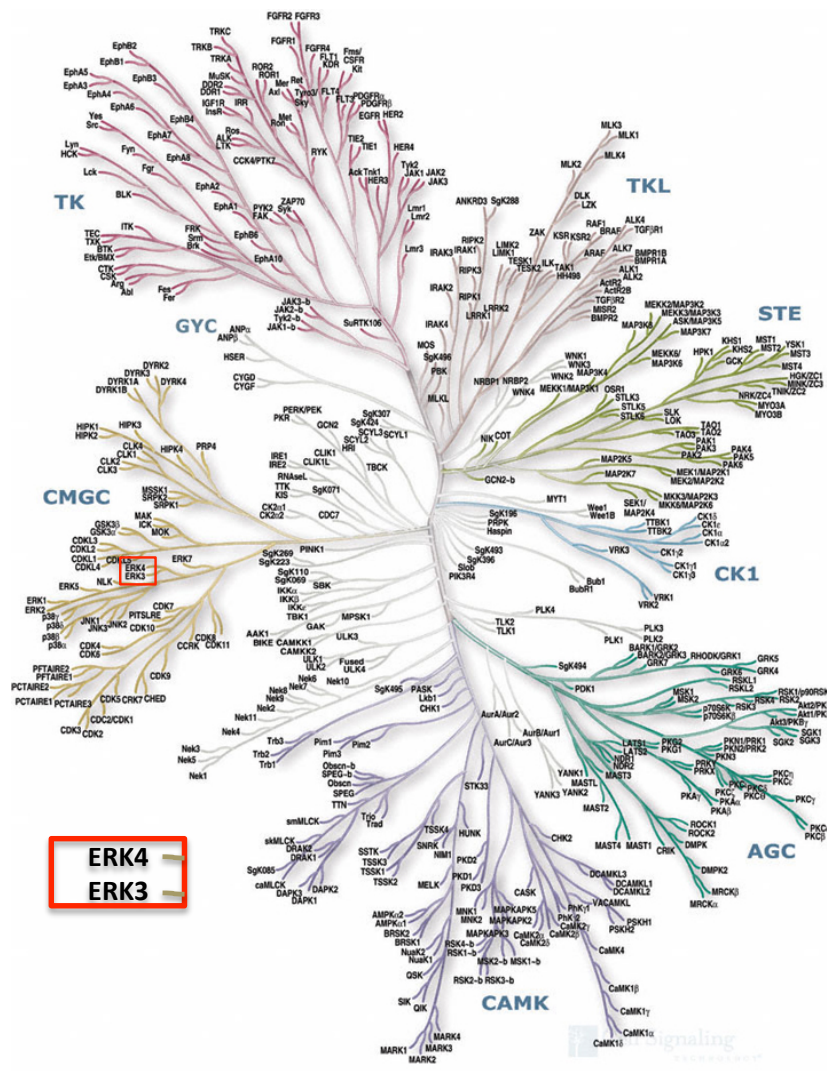 FGFR2 FGFR3
TRKC
FGFR1
EphB2
TRKB
FGFR4
Fms/
CSFR
EphB1
TRKA
FLT1
KDR
Kit
EphA5
MuSK
ROR2
ROR1
Mer
Ret
EphA3
EphB3
DDR2
DDR1
Axl
Tyro3/
Sky
FLT4
FLT3
PDGFRα
PDGFRβ
EphA4
IGF1R
IRR
InsR
Met
Ron
EGFR
HER2
EphA6
EphB4
Yes
Src
Ros
ALK
LTK
TIE2
TIE1
HER4
EphA7
Lyn
HCK
Fyn
EphA8
CCK4/PTK7
RYK
Ack
Tnk1
HER3
Tyk2
JAK1
JAK2
JAK3
Lck
Fgr
EphA2
BLK
EphA1
ZAP70
Syk
PYK2
FAK
Lmr1
Lmr2
Lmr3
TK
ITK
FRK
Srm
Brk
EphB6
EphA10
TEC
TXK
BTK
Etk/BMX
CTK
CSK
Arg
Abl
Fes
Fer
JAK3~b
JAK2~b
Tyk2~b
JAK1~b
SuRTK106
MLK3
MLK1
MLK4
MLK2
TKL
ANKRD3
SgK288
DLK
LZK
ZAK
RAF1
BRAF
KSR
KSR2
ARAF
ALK4
TGFβR1
ALK7
BMPR1B
BMPR1A
ALK1
ALK2
ActR2
ActR2B
TGFβR2
MISR2
BMPR2
IRAK3
IRAK1
RIPK2
LIMK2
LIMK1
TESK1
TESK2
ILK
TAK1
HH498
RIPK3
IRAK2
RIPK1
LRRK2
LRRK1
IRAK4
GYC
ANPα
ANPβ
HSER
CYGD
CYGF
MOS
SgK496
PBK
MLKL
NRBP1
NRBP2
WNK1
WNK3
WNK2
WNK4
STE
MEKK2/MAP3K2
MEKK3/MAP3K3
ASK/MAP3K5
MAP3K7
MAP3K8
MEKK6/
MAP3K6
MAP3K4
MEKK1/MAP3K1
HPK1
KHS1
KHS2
GCK
MST1
MST2
YSK1
MST3
MST4
HGK/ZC1
MINK/ZC3
TNIK/ZC2
NRK/ZC4
MYO3A
MYO3B
OSR1
STLK3
STLK5
STLK6
SLK
LOK
TAO1
TAO2
TAO3
PAK1
PAK3
PAK2
PAK4
PAK5
PAK6
NIK
COT
GCN2~b
MAP2K5
MAP2K7
MEK1/MAP2K1
MEK2/MAP2K2
MKK3/MAP2K3
MKK6/MAP2K6
SEK1/
MAP2K4
DYRK2
DYRK3
DYRK4
DYRK1A
DYRK1B
HIPK1
HIPK3
HIPK2
CLK4
CLK1
HIPK4
PRP4
CLK2
CLK3
CMGC
MSSK1
SRPK2
SRPK1
PERK/PEK
PKR
GCN2
SgK307
SgK424
SCYL3
SCYL2
SCYL1
HRI
IRE1
IRE2
CLIK1
CLIK1L
TBCK
RNAseL
TTK
KIS
SgK071
CK2α1
CK2α2
CDC7
MAK
ICK
MOK
GSK3β
GSK3α
CDKL3
CDKL2
CDKL5
CDKL1
CDKL4
ERK7
ERK4
ERK3
NLK
ERK5
ERK1
ERK2
p38γ
p38δ
p38β
p38α
JNK1
JNK2
JNK3
CDK7
PITSLRE
CDK10
CDK8
CDK11
CCRK
CDK4
CDK6
CDK9
PFTAIRE2
PFTAIRE1
PCTAIRE2
PCTAIRE1
PCTAIRE3
CDK5
CRK7
CHED
CDC2/CDK1
CDK3
CDK2
MYT1
Wee1
Wee1B
SgK196
PRPK
Haspin
SgK493
SgK396
Slob
PIK3R4
TTBK1
TTBK2
CK1δ
CK1ε
CK1α
CK1α2
VRK3
CK1γ2
CK1γ1
CK1γ3
CK1
Bub1
BubR1
VRK1
VRK2
SgK269
SgK223
PINK1
SgK110
SgK069
SBK
IKKα
IKKβ
IKKε
TBK1
MPSK1
GAK
AAK1
BIKE
CAMKK1
CAMKK2
ULK3
ULK1
ULK2
Fused
ULK4
Nek6
Nek7
Nek10
Nek8
Nek9
Nek2
Nek11
Nek4
Nek3
Nek5
Nek1
TLK2
TLK1
PLK4
PLK3
PLK1
PLK2
SgK495
PASK
Lkb1
CHK1
Trb3
Trb2
Trb1
Pim1
Pim2
Pim3
AurA/Aur2
AurB/Aur1
AurC/Aur3
BARK1/GRK2
BARK2/GRK3
RHODK/GRK1
GRK5
GRK7
GRK6
GRK4
SgK494
PDK1
RSKL1
RSKL2
MSK1
MSK2
RSK1/p90RSK
RSK4
RSK2
p70S6K
p70S6Kβ
Akt2/PK
Akt3/PKBγ
SGK1
SGK2
SGK3
LATS1
LATS2
NDR1
NDR2
PKG2
PKG1
PKN1/PRK1
PKN2/PRK2
PKN3
PRKY
PRKX
PKAγ
PKAα
PKAβ
PKCη
PKCε
PKCγ
PKCβ
YANK1
YANK2
YANK3
MASTL
MAST3
MAST2
MAST4
MAST1
ROCK1
ROCK2
CRIK
DMPK
DMPK2
MRCKβ
MRCKα
AGC
Obscn~b
SPEG~b
Obscn
SPEG
TTN
STK33
smMLCK
Trio
Trad
skMLCK
DRAK2
DRAK1
SgK085
caMLCK
DAPK3
DAPK2
DAPK1
TSSK4
SSTK
TSSK3
TSSK1
TSSK2
SNRK
NIM1
HUNK
MELK
PKD2
PKD1
PKD3
CHK2
CASK
DCAMKL3
DCAMKL1
DCAMKL2
VACAMKL
PSKH1
PSKH2
PhKγ1
PhKγ2
MNK1
MNK2
MAPKAPK5
MAPKAPK2
MAPKAPK3
CaMK2α
CaMK2γ
CaMK2β
CaMK2δ
CaMK4
AMPKα2
AMPKα1
BRSK2
BRSK1
NuaK2
NuaK1
RSK4~b
RSK1~b
MSK2~b
MSK1~b
RSK2~b
RSK3~b
QSK
SIK
QIK
MARK4
MARK3
MARK1
MARK2
CAMK
CaMK1β
CaMK1γ
CaMK1α
CaMK1δ
ERK4
ERK3
Signaling